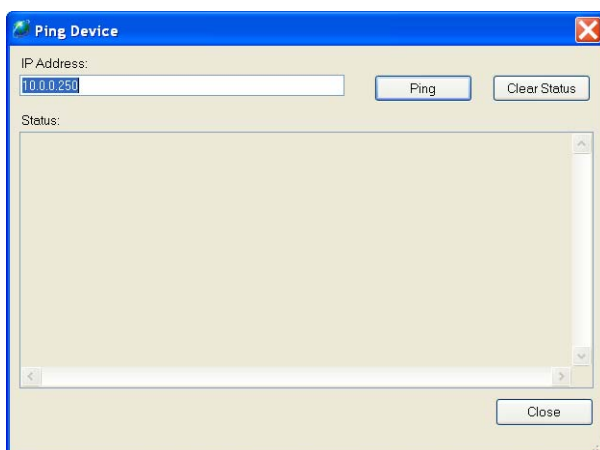 Ping Device
IP Address:
10.0.0.250
Ping
Clear Status
Status:
Close